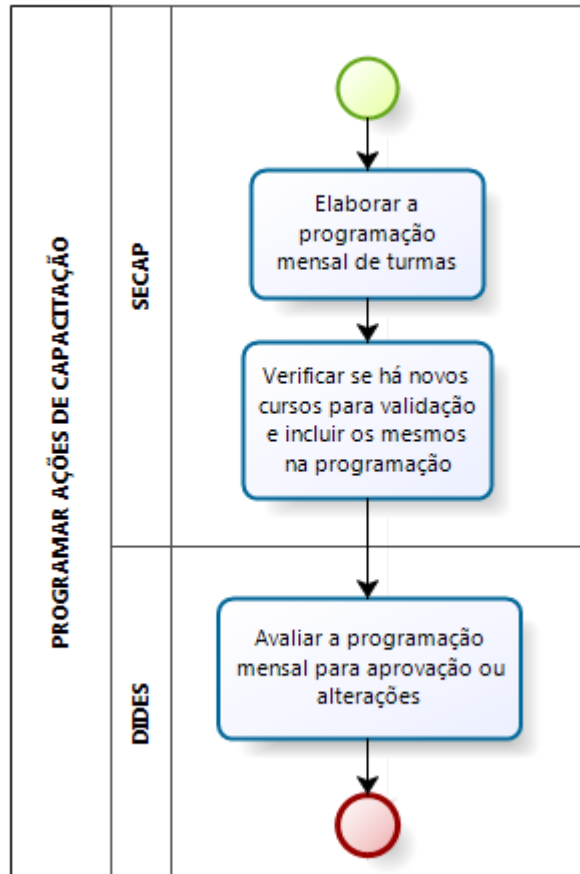 PROGRAMAR AÇÕES DE CAPACITAÇÃO
SECAP
Elaborar a
programação
mensal de turmas
Verificar se há novos
cursos para validação
e incluir os mesmos
na programação
DIDES
Avaliar a programação
mensal para aprovação ou
alterações